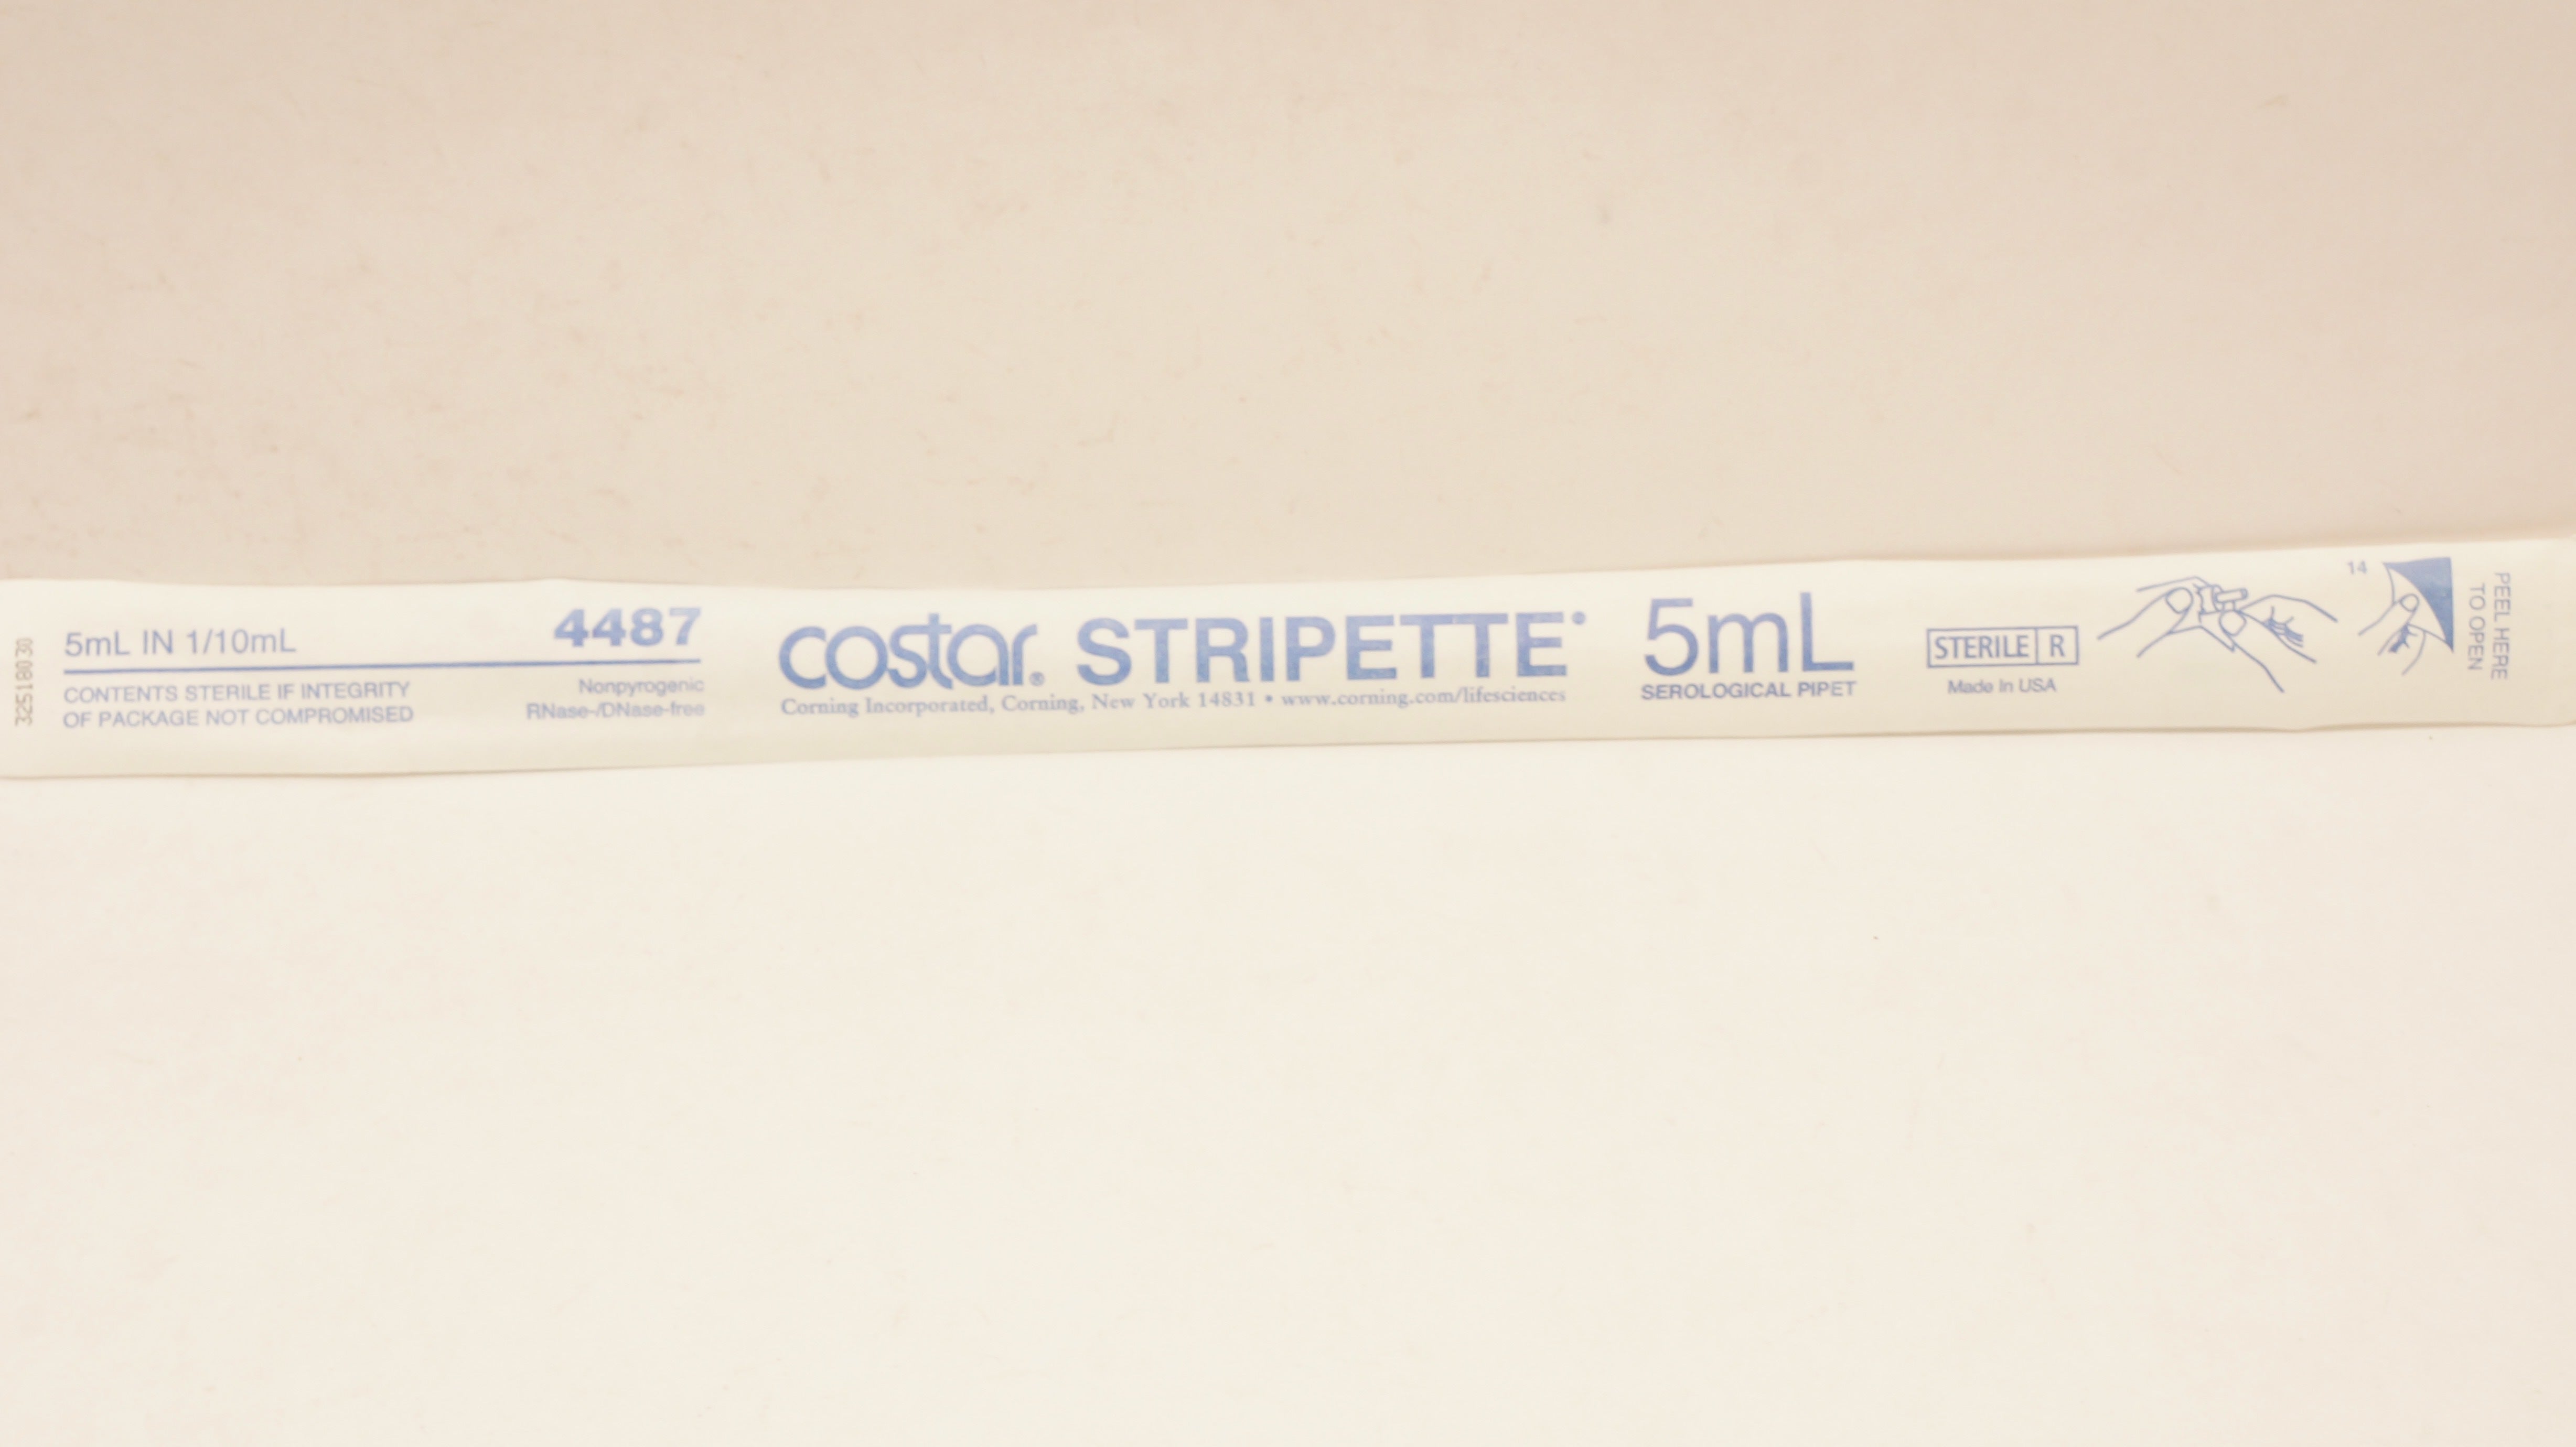 32518030
5mL IN 1/10mL
4487
CONTENTS STERILE IF INTEGRITY
OF PACKAGE NOT COMPROMISED
Nonpyrogenic
RNase-/DNase-free
costar® STRIPETTE®
Corning Incorporated, Corning, New York 14831 • www.corning.com/lifesciences
5mL
SEROLOGICAL PIPET
STERILE R
Made In USA
14
PEEL HERE
TO OPEN